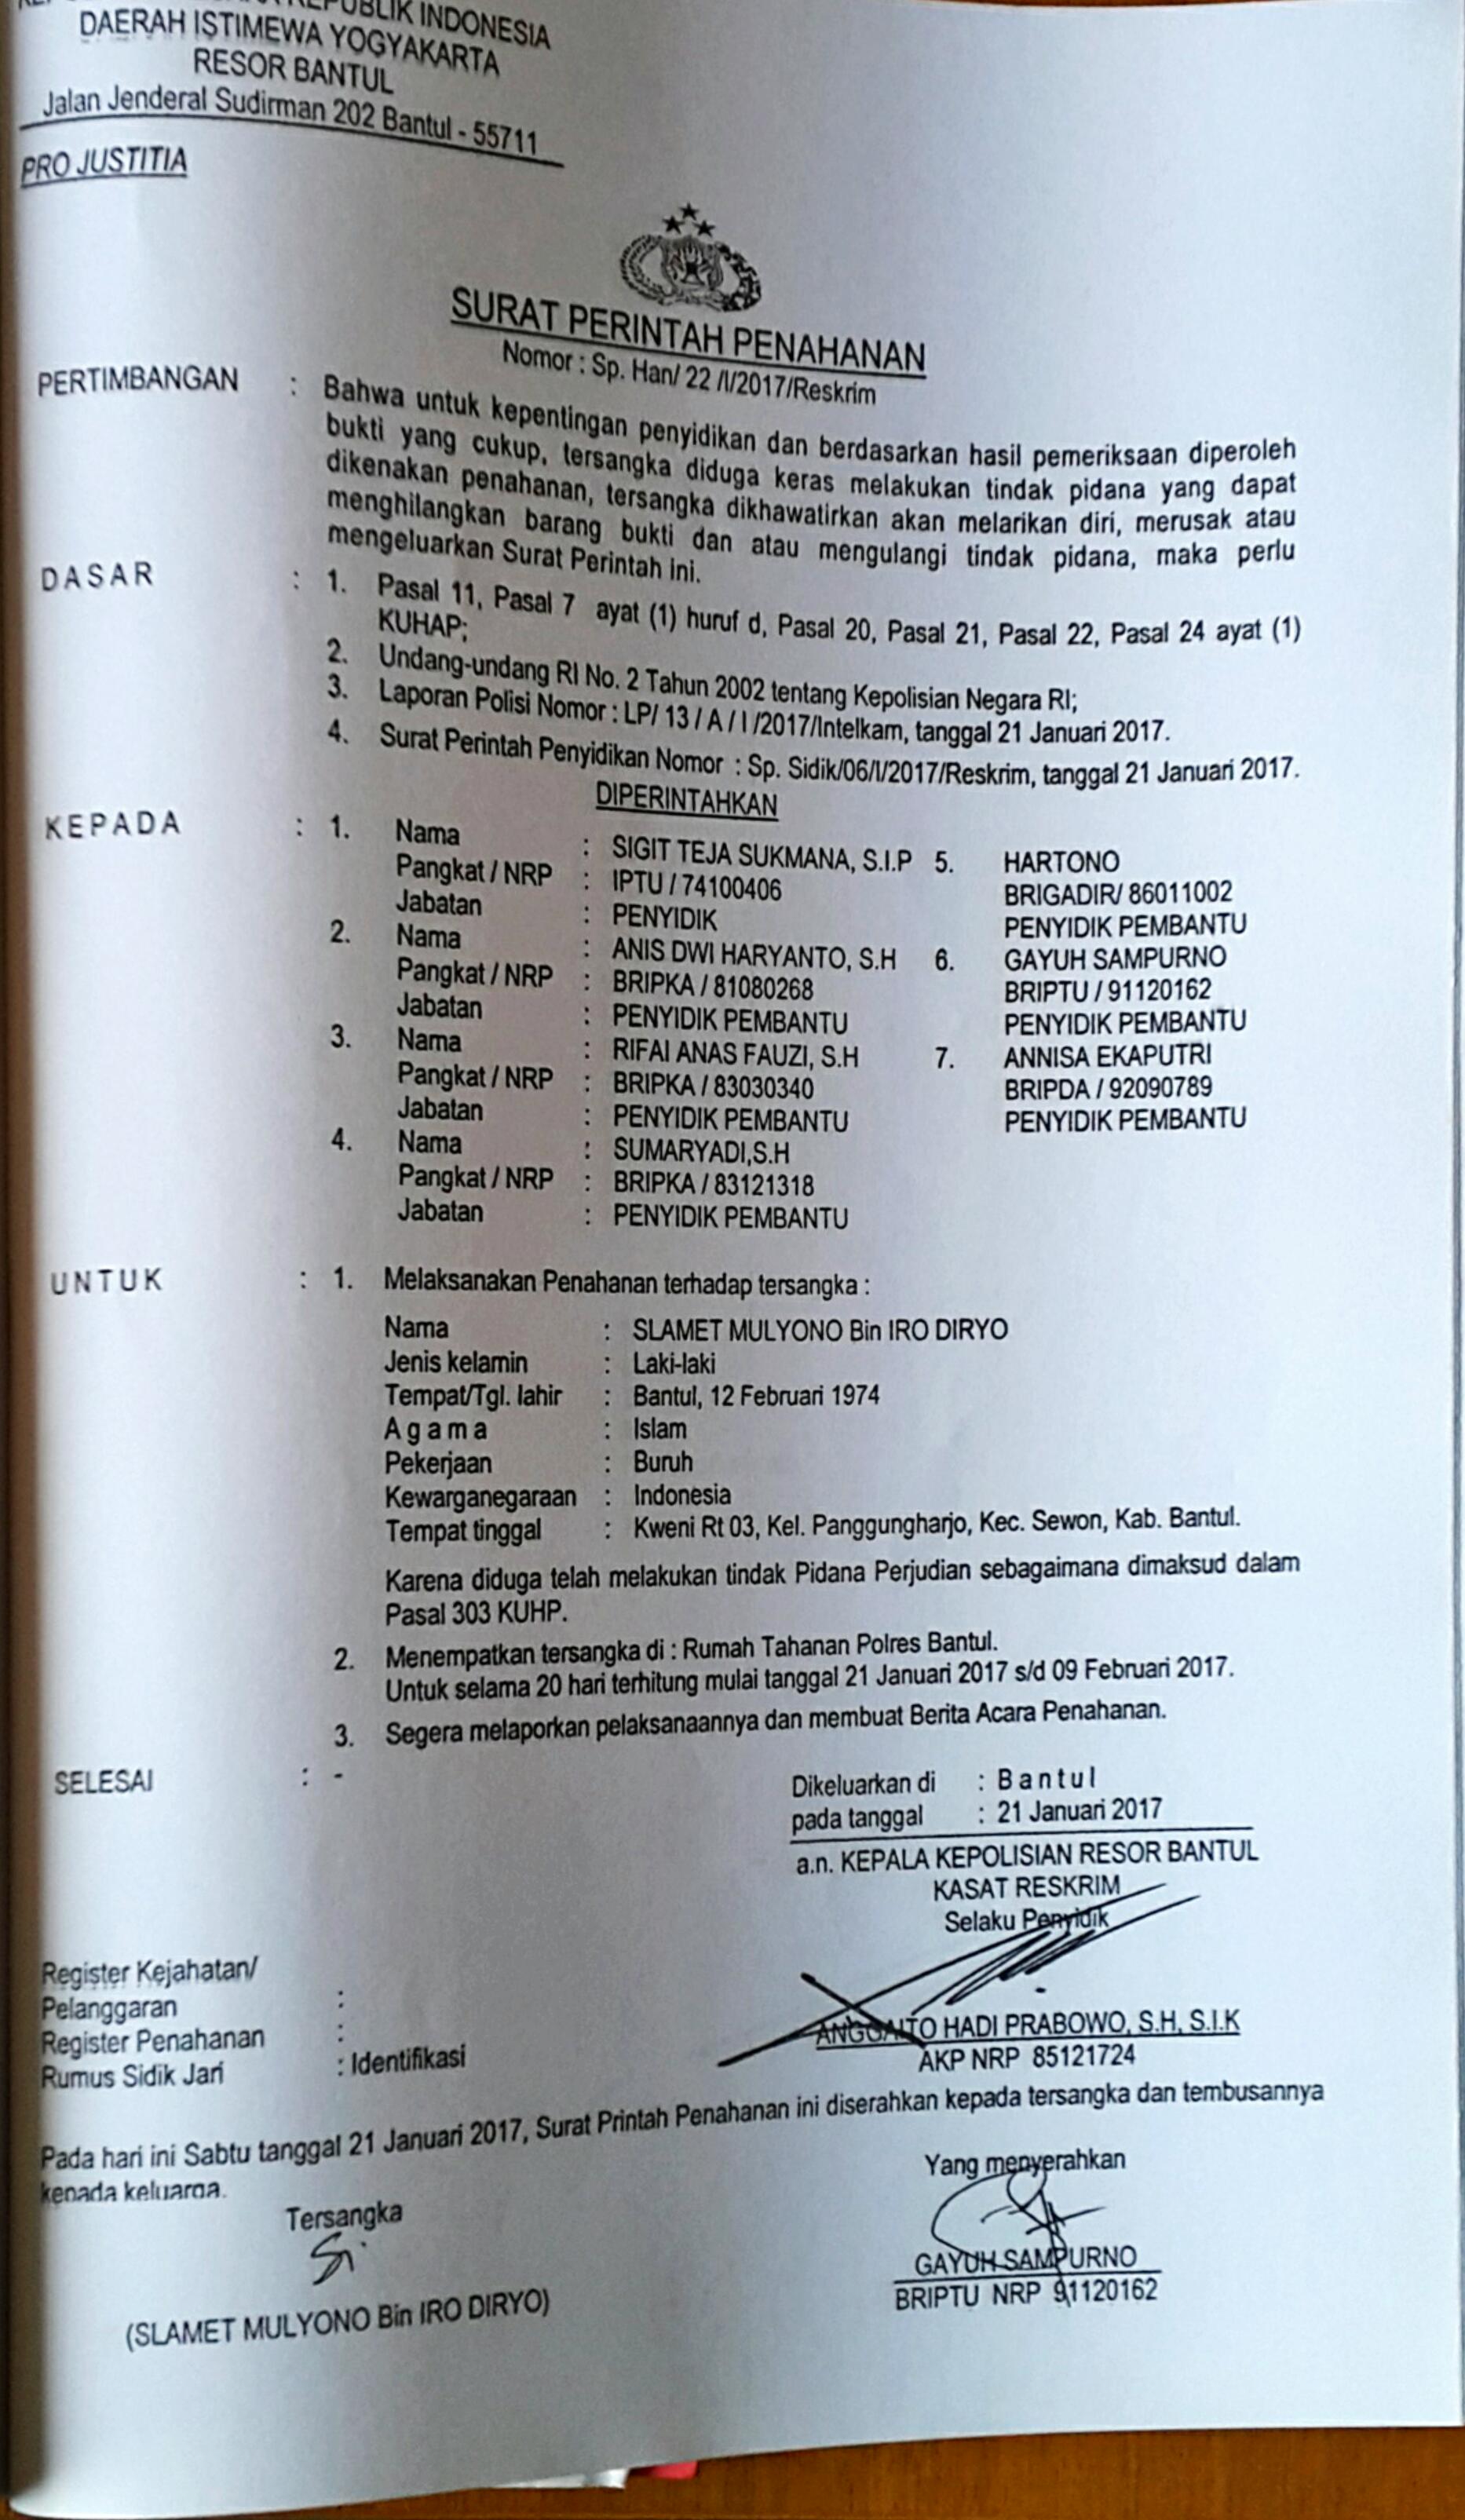 REPUBLIK INDONESIA
DAERAH ISTIMEWA YOGYAKARTA
RESOR BANTUL
Jalan Jenderal Sudirman 202 Bantul - 55711
PRO JUSTITIA
SURAT PERINTAH PENAHANAN
Nomor : Sp. Han/ 22 /I/2017/Reskrim
PERTIMBANGAN : Bahwa untuk kepentingan penyidikan dan berdasarkan hasil pemeriksaan diperoleh
bukti yang cukup, tersangka diduga keras melakukan tindak pidana yang dapat
dikenakan penahanan, tersangka dikhawatirkan akan melarikan diri, merusak atau
menghilangkan barang bukti dan atau mengulangi tindak pidana, maka perlu
mengeluarkan Surat Perintah ini.
DASAR : 1. Pasal 11, Pasal 7 ayat (1) huruf d, Pasal 20, Pasal 21, Pasal 22, Pasal 24 ayat (1)
KUHAP;
2. Undang-undang RI No. 2 Tahun 2002 tentang Kepolisian Negara RI;
3. Laporan Polisi Nomor : LP/ 13 / A / I /2017/Intelkam, tanggal 21 Januari 2017.
4. Surat Perintah Penyidikan Nomor : Sp. Sidik/06/I/2017/Reskrim, tanggal 21 Januari 2017.
DIPERINTAHKAN
KEPADA : 1. Nama : SIGIT TEJA SUKMANA, S.I.P 5. HARTONO
Pangkat / NRP : IPTU / 74100406 BRIGADIR/ 86011002
Jabatan : PENYIDIK PENYIDIK PEMBANTU
2. Nama : ANIS DWI HARYANTO, S.H 6. GAYUH SAMPURNO
Pangkat / NRP : BRIPKA / 81080268 BRIPTU / 91120162
Jabatan : PENYIDIK PEMBANTU PENYIDIK PEMBANTU
3. Nama : RIFAI ANAS FAUZI, S.H 7. ANNISA EKAPUTRI
Pangkat / NRP : BRIPKA / 83030340 BRIPDA / 92090789
Jabatan : PENYIDIK PEMBANTU PENYIDIK PEMBANTU
4. Nama : SUMARYADI,S.H
Pangkat / NRP : BRIPKA / 83121318
Jabatan : PENYIDIK PEMBANTU
UNTUK : 1. Melaksanakan Penahanan terhadap tersangka :
Nama : SLAMET MULYONO Bin IRO DIRYO
Jenis kelamin : Laki-laki
Tempat/Tgl. lahir : Bantul, 12 Februari 1974
Agama : Islam
Pekerjaan : Buruh
Kewarganegaraan : Indonesia
Tempat tinggal : Kweni Rt 03, Kel. Panggungharjo, Kec. Sewon, Kab. Bantul.
Karena diduga telah melakukan tindak Pidana Perjudian sebagaimana dimaksud dalam
Pasal 303 KUHP.
2. Menempatkan tersangka di : Rumah Tahanan Polres Bantul.
Untuk selama 20 hari terhitung mulai tanggal 21 Januari 2017 s/d 09 Februari 2017.
3. Segera melaporkan pelaksanaannya dan membuat Berita Acara Penahanan.
SELESAI : -
Dikeluarkan di : Bantul
pada tanggal : 21 Januari 2017
a.n. KEPALA KEPOLISIAN RESOR BANTUL
KASAT RESKRIM
Selaku Penyidik
Register Kejahatan/
Pelanggaran :
Register Penahanan :
Rumus Sidik Jari : Identifikasi
ANGGAITO HADI PRABOWO, S.H, S.I.K
AKP NRP 85121724
Pada hari ini Sabtu tanggal 21 Januari 2017, Surat Printah Penahanan ini diserahkan kepada tersangka dan tembusannya
kepada keluarga.
Tersangka
Yang menyerahkan
GAYUH SAMPURNO
BRIPTU NRP 91120162
(SLAMET MULYONO Bin IRO DIRYO)